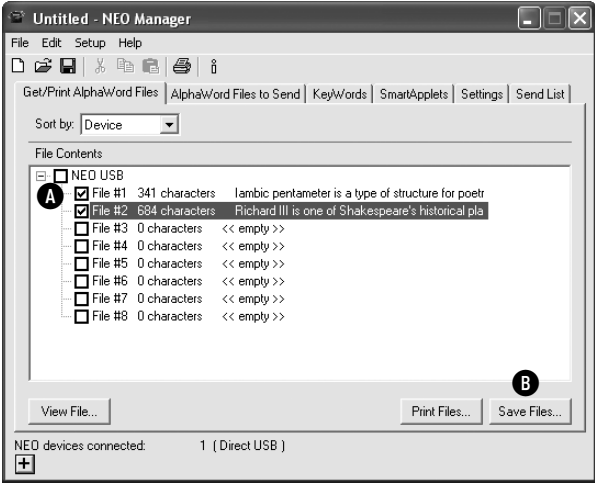 Untitled - NEO Manager
File Edit Setup Help
Get/Print AlphaWord Files AlphaWord Files to Send KeyWords SmartApplets Settings Send List
Sort by: Device
File Contents
NEO USB
A File #1 341 characters Iambic pentameter is a type of structure for poetr
File #2 684 characters Richard III is one of Shakespeare's historical pla
File #3 0 characters << empty >>
File #4 0 characters << empty >>
File #5 0 characters << empty >>
File #6 0 characters << empty >>
File #7 0 characters << empty >>
File #8 0 characters << empty >>
B
View File... Print Files... Save Files...
NEO devices connected: 1 ( Direct USB )